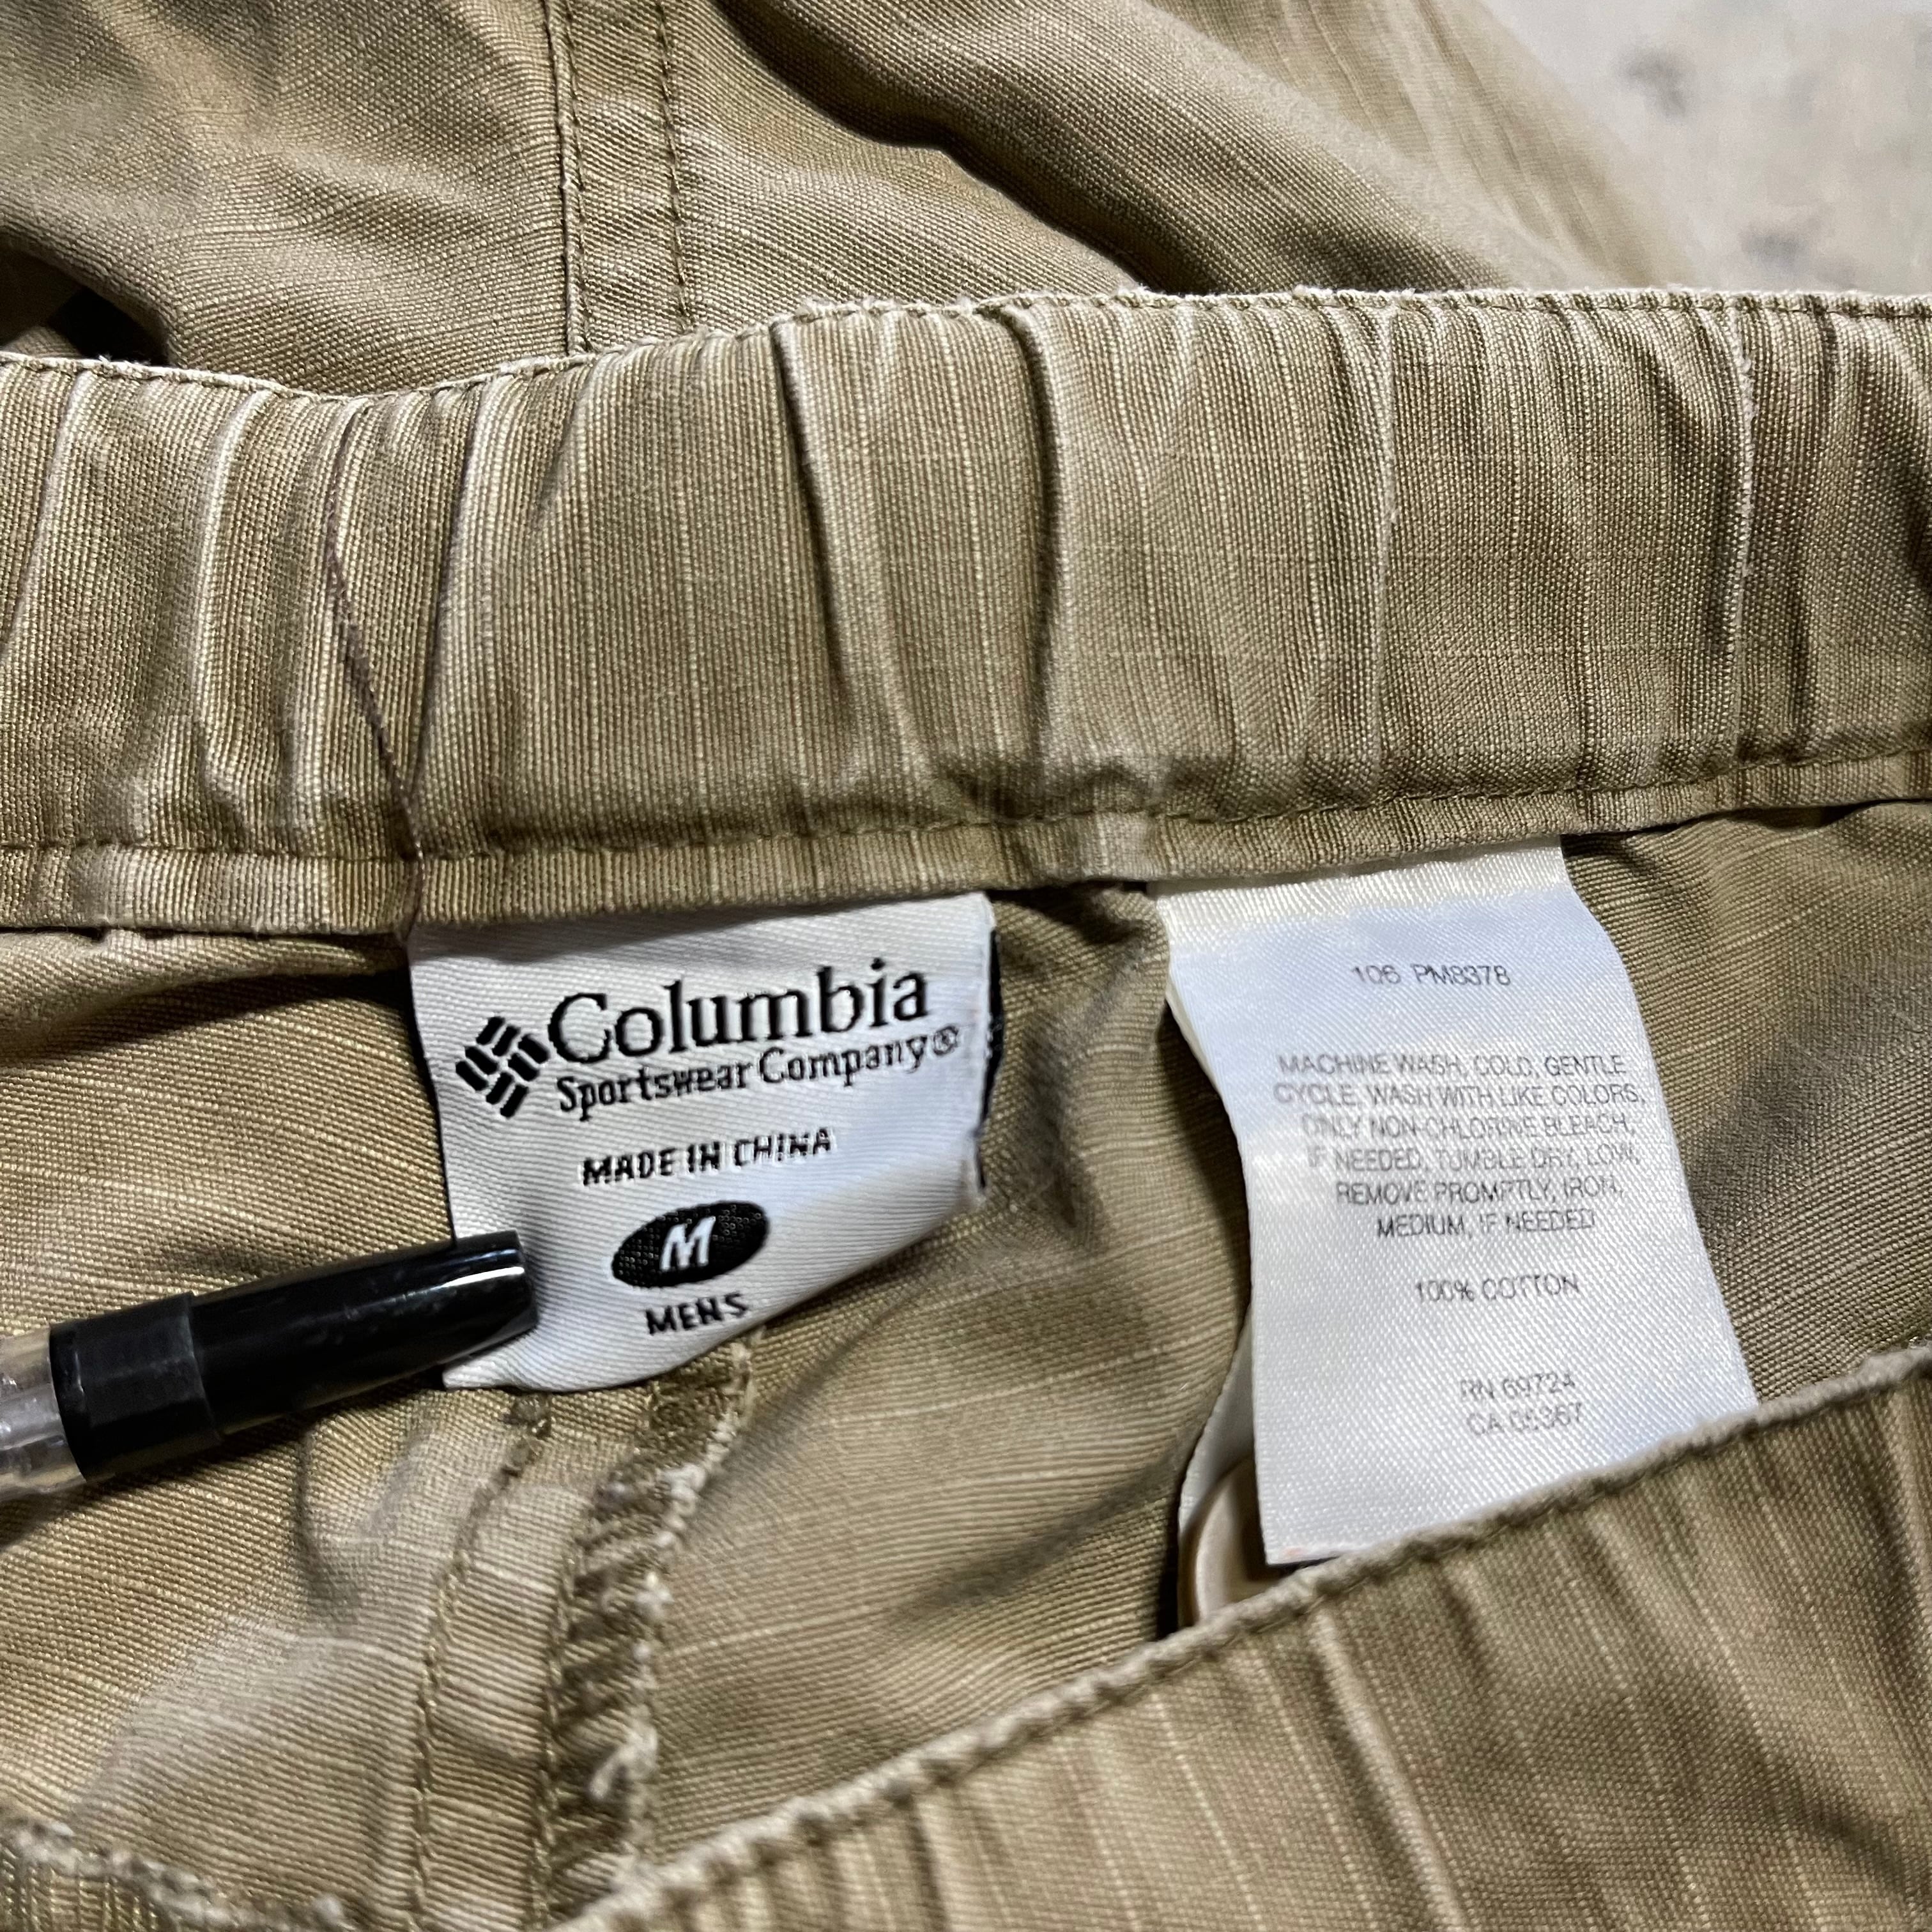 Columbia
Sportswear Company®
MADE IN CHINA
M
MENS
106 PM8378
MACHINE WASH, COLD, GENTLE
CYCLE, WASH WITH LIKE COLORS,
ONLY NON-CHLORINE BLEACH,
IF NEEDED, TUMBLE DRY, LOW,
REMOVE PROMPTLY, IRON,
MEDIUM, IF NEEDED
100% COTTON
RN 69724
CA 05367